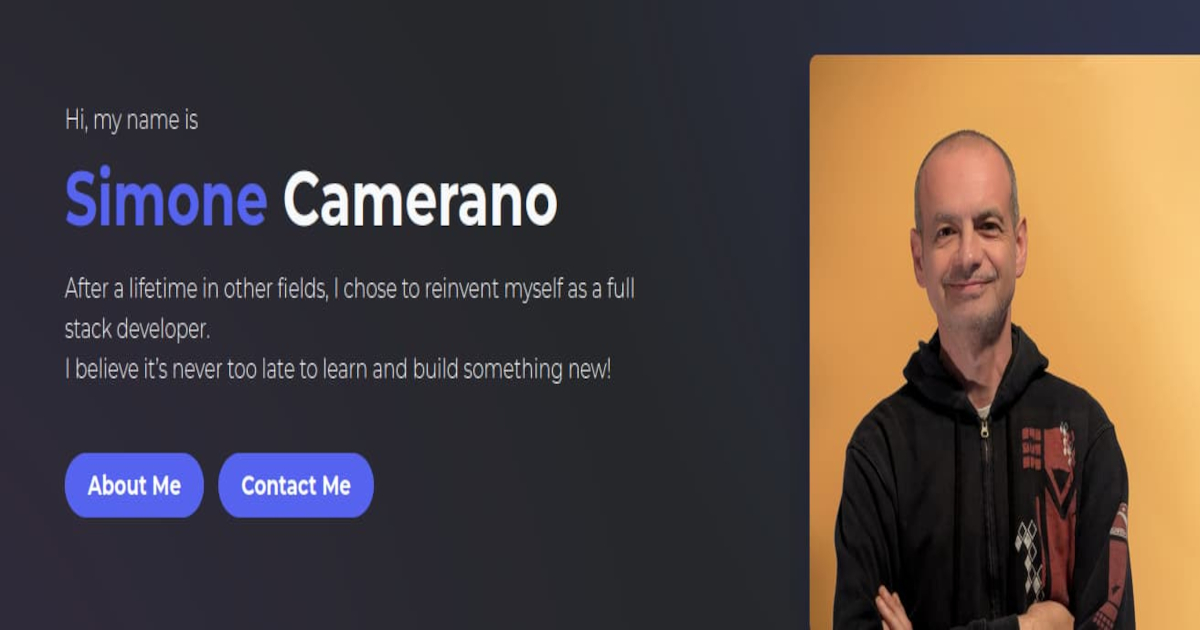 Hi, my name is
Simone Camerano
After a lifetime in other fields, I chose to reinvent myself as a full
stack developer.
I believe it’s never too late to learn and build something new!
About Me
Contact Me